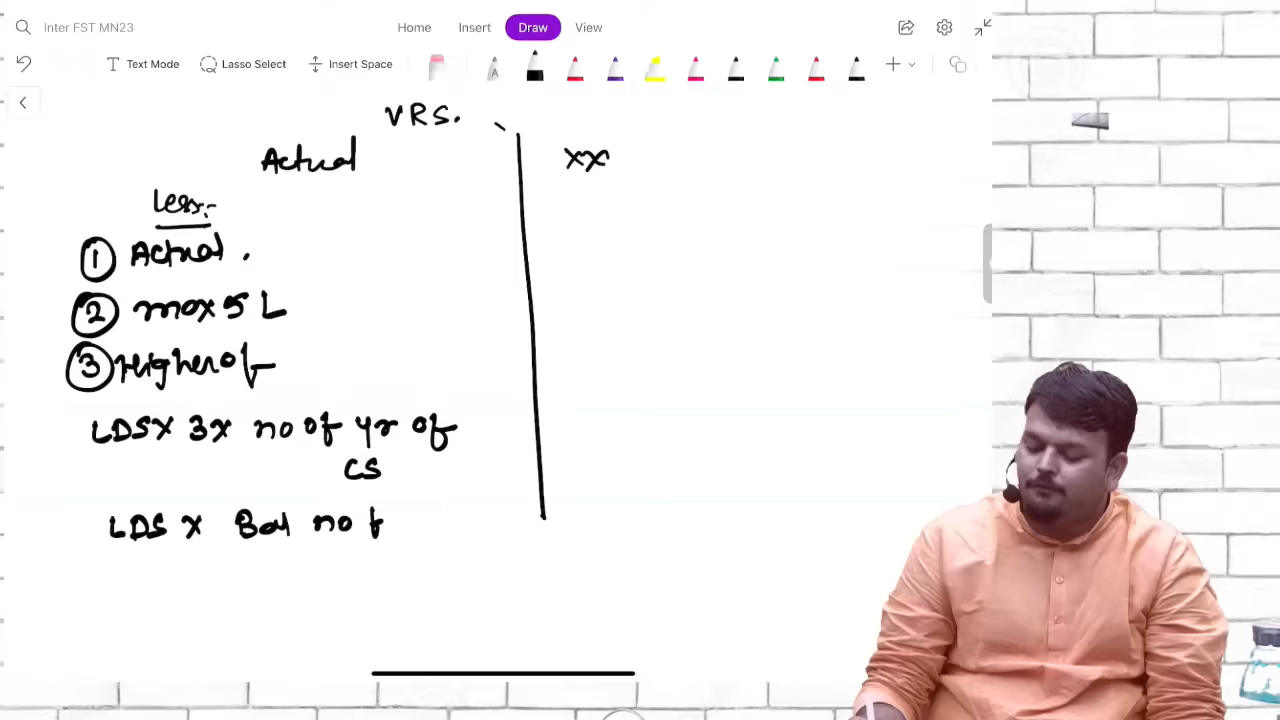 Inter FST MN23
Home Insert Draw View
Text Mode Lasso Select Insert Space
VRS.
Actual xx
Less:-
① Actual.
② max 5 L
③ Higher of
LDS x 3 x no of yr of
CS
LDS x Bal no f